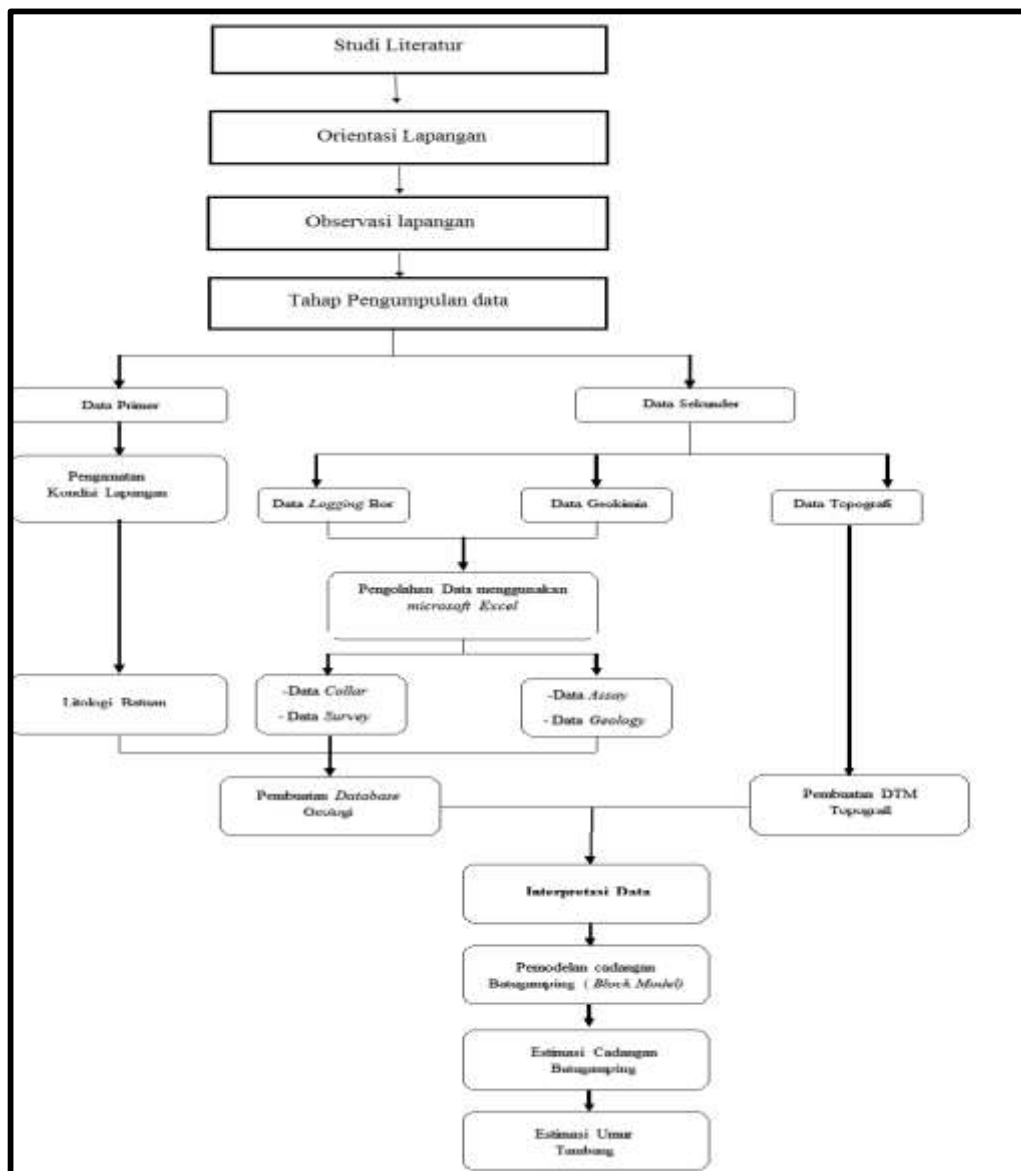 Studi Literatur
Orientasi Lapangan
Observasi lapangan
Tahap Pengumpulan data
Data Primer
Data Sekunder
Pengamatan
Kondisi Lapangan
Data Logging Bor
Data Geokimia
Data Topografi
Pengolahan Data menggunakan
microsoft Excel
Litologi Batuan
-Data Collar
- Data Survey
-Data Assay
- Data Geology
Pembuatan Database
Geologi
Pembuatan DTM
Topografi
Interpretasi Data
Pemodelan cadangan
Batugamping ( Block Model)
Estimasi Cadangan
Batugamping
Estimasi Umur
Tambang